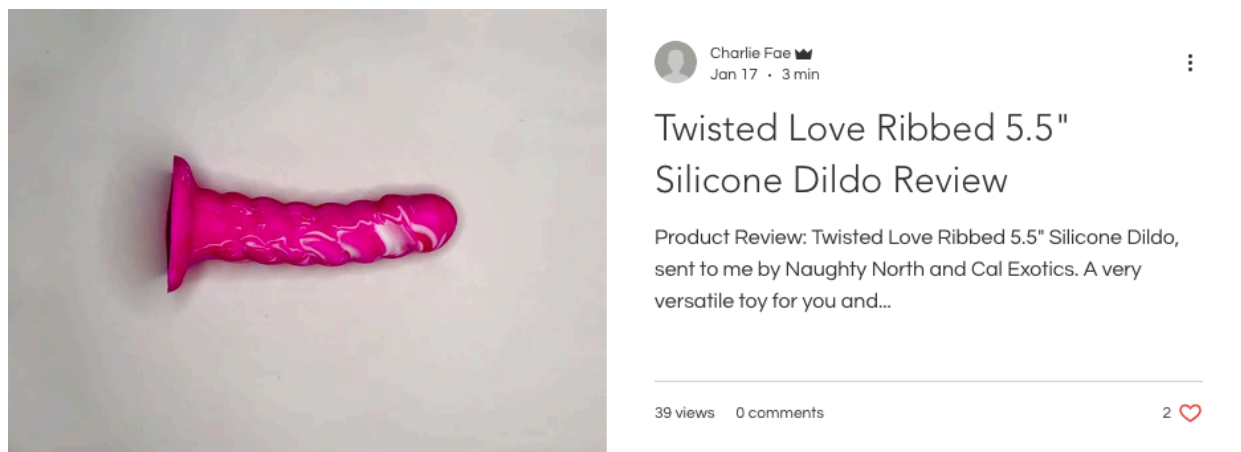 Charlie Fae
Jan 17 · 3 min
Twisted Love Ribbed 5.5"
Silicone Dildo Review
Product Review: Twisted Love Ribbed 5.5" Silicone Dildo,
sent to me by Naughty North and Cal Exotics. A very
versatile toy for you and...
39 views 0 comments
2